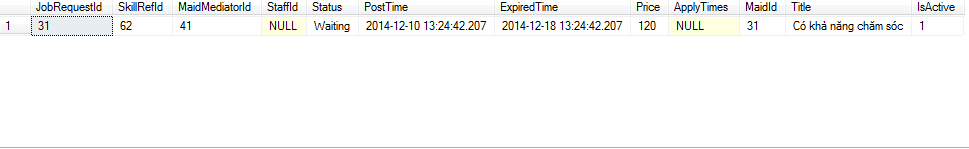 JobRequestId SkillRefId MaidMediatorId StaffId Status PostTime ExpiredTime Price ApplyTimes MaidId Title IsActive
1 31 62 41 NULL Waiting 2014-12-10 13:24:42.207 2014-12-18 13:24:42.207 120 NULL 31 Có khả năng chăm sóc 1